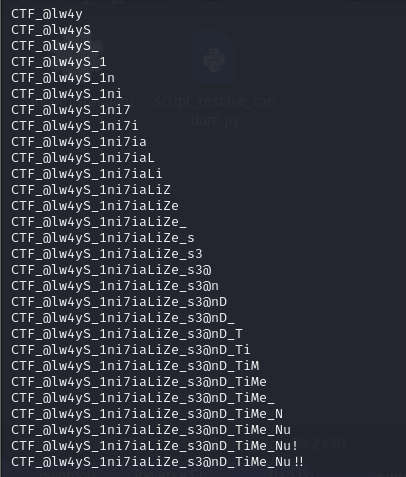 CTF_@lw4y
CTF_@lw4yS
CTF_@lw4yS_
CTF_@lw4yS_1
CTF_@lw4yS_1n
CTF_@lw4yS_1ni
CTF_@lw4yS_1ni7
CTF_@lw4yS_1ni7i
CTF_@lw4yS_1ni7ia
CTF_@lw4yS_1ni7iaL
CTF_@lw4yS_1ni7iaLi
CTF_@lw4yS_1ni7iaLiZ
CTF_@lw4yS_1ni7iaLiZe
CTF_@lw4yS_1ni7iaLiZe_
CTF_@lw4yS_1ni7iaLiZe_s
CTF_@lw4yS_1ni7iaLiZe_s3
CTF_@lw4yS_1ni7iaLiZe_s3@
CTF_@lw4yS_1ni7iaLiZe_s3@n
CTF_@lw4yS_1ni7iaLiZe_s3@nD
CTF_@lw4yS_1ni7iaLiZe_s3@nD_
CTF_@lw4yS_1ni7iaLiZe_s3@nD_T
CTF_@lw4yS_1ni7iaLiZe_s3@nD_Ti
CTF_@lw4yS_1ni7iaLiZe_s3@nD_TiM
CTF_@lw4yS_1ni7iaLiZe_s3@nD_TiMe
CTF_@lw4yS_1ni7iaLiZe_s3@nD_TiMe_
CTF_@lw4yS_1ni7iaLiZe_s3@nD_TiMe_N
CTF_@lw4yS_1ni7iaLiZe_s3@nD_TiMe_Nu
CTF_@lw4yS_1ni7iaLiZe_s3@nD_TiMe_Nu!
CTF_@lw4yS_1ni7iaLiZe_s3@nD_TiMe_Nu!!
script_resolve_ran
dom.py